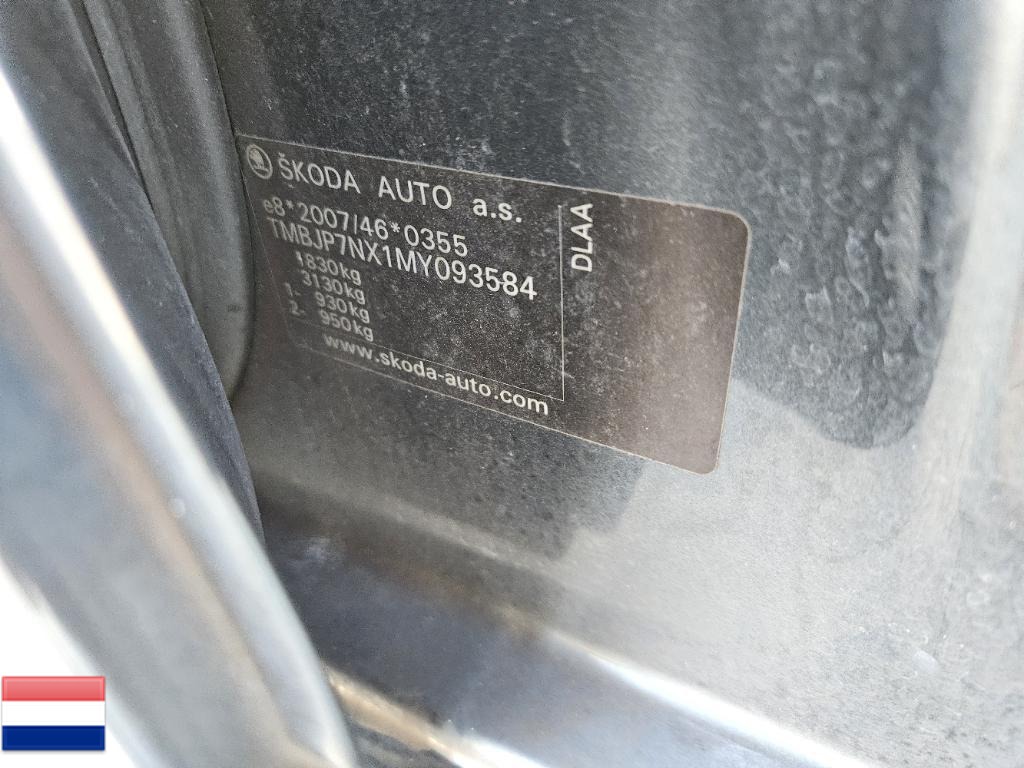 ŠKODA AUTO a.s.
e8*2007/46*0355
TMBJP7NX1MY093584
1830kg
3130kg
1- 930kg
2- 950kg
www.skoda-auto.com
DLAA